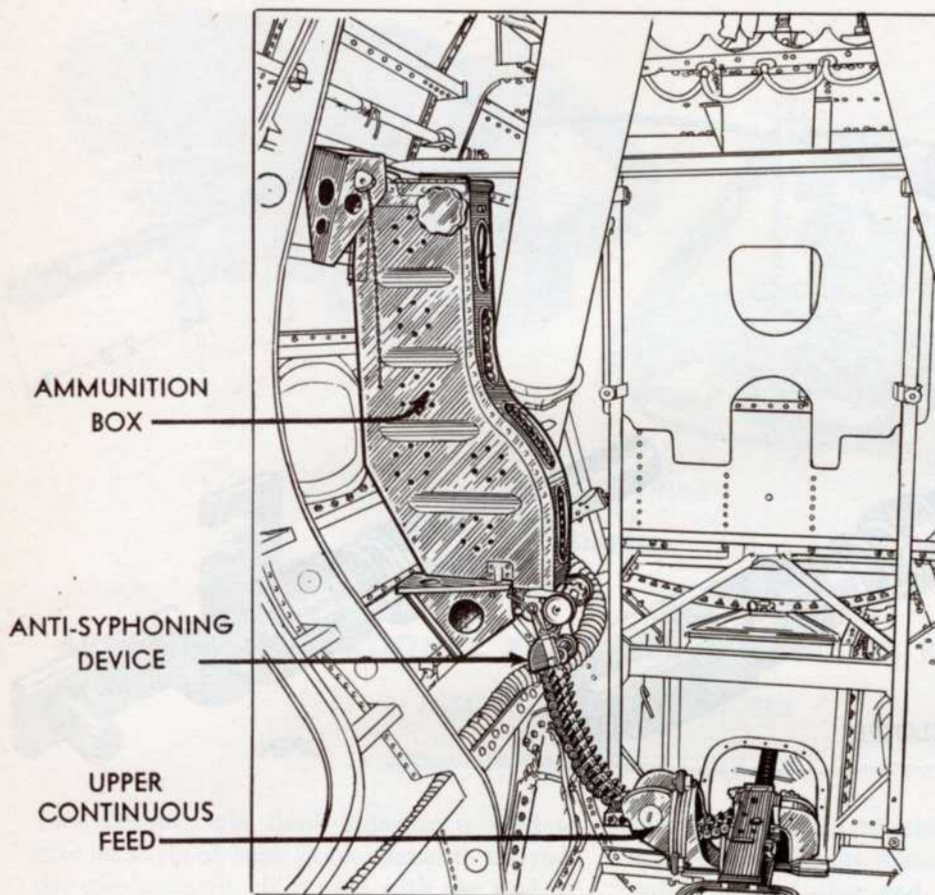 AMMUNITION
BOX
ANTI-SYPHONING
DEVICE
UPPER
CONTINUOUS
FEED